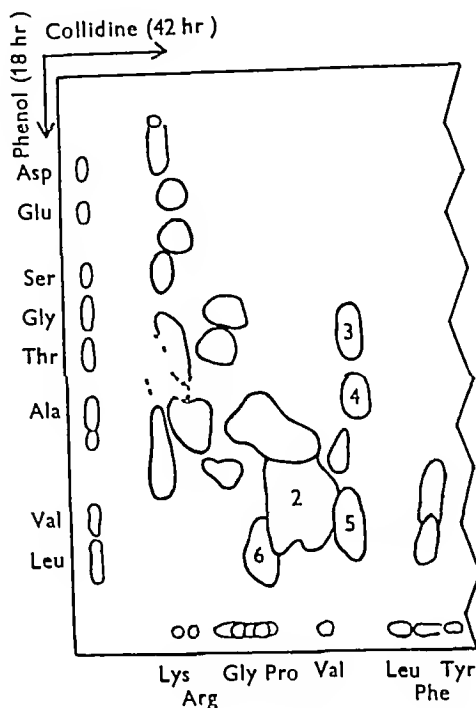 Collidine (42 hr)
Phenol (18 hr)
Asp
Glu
Ser
Gly
Thr
Ala
Val
Leu
3
4
2
5
6
Lys Gly Pro Val Leu Tyr
Arg Phe